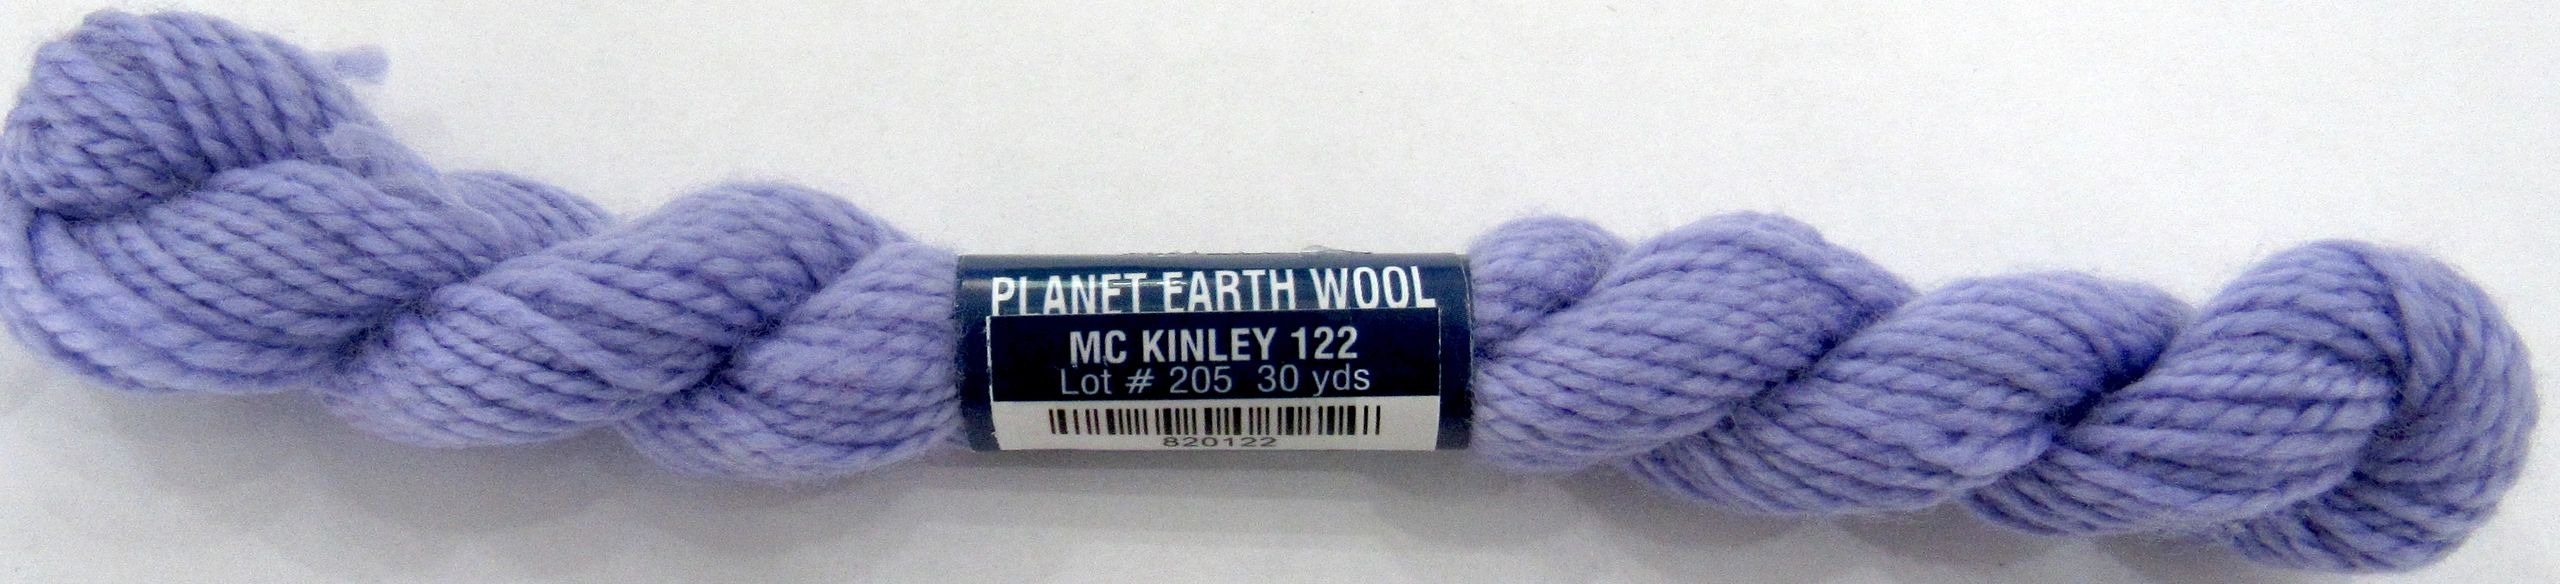 PLANET EARTH WOOL
MC KINLEY 122
Lot # 205 30 yds
820122